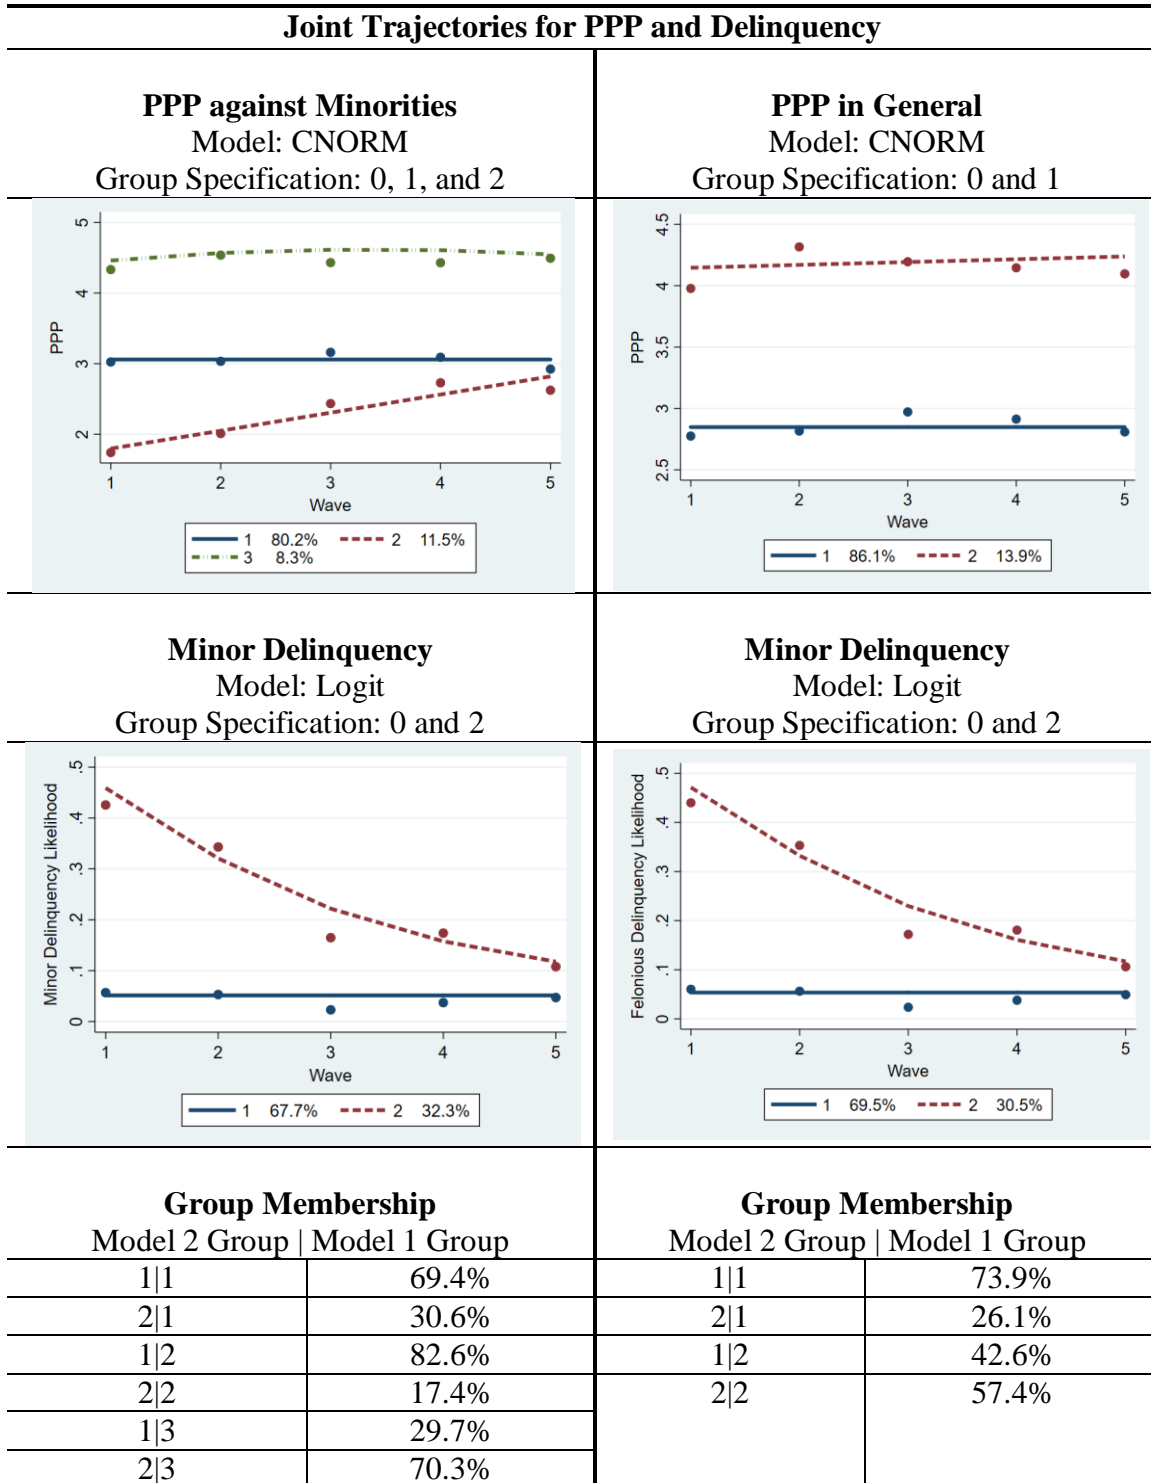 Joint Trajectories for PPP and Delinquency
PPP against Minorities
Model: CNORM
Group Specification: 0, 1, and 2
PPP
5
4
3
2
1 2 3 4 5
Wave
1 80.2% 2 11.5%
3 8.3%
PPP in General
Model: CNORM
Group Specification: 0 and 1
PPP
4.5
4
3.5
3
2.5
1 2 3 4 5
Wave
1 86.1% 2 13.9%
Minor Delinquency
Model: Logit
Group Specification: 0 and 2
Minor Delinquency Likelihood
.5
.4
.3
.2
.1
0
1 2 3 4 5
Wave
1 67.7% 2 32.3%
Minor Delinquency
Model: Logit
Group Specification: 0 and 2
Felonious Delinquency Likelihood
.5
.4
.3
.2
.1
0
1 2 3 4 5
Wave
1 69.5% 2 30.5%
Group Membership
Model 2 Group | Model 1 Group
1|1 69.4%
2|1 30.6%
1|2 82.6%
2|2 17.4%
1|3 29.7%
2|3 70.3%
Group Membership
Model 2 Group | Model 1 Group
1|1 73.9%
2|1 26.1%
1|2 42.6%
2|2 57.4%